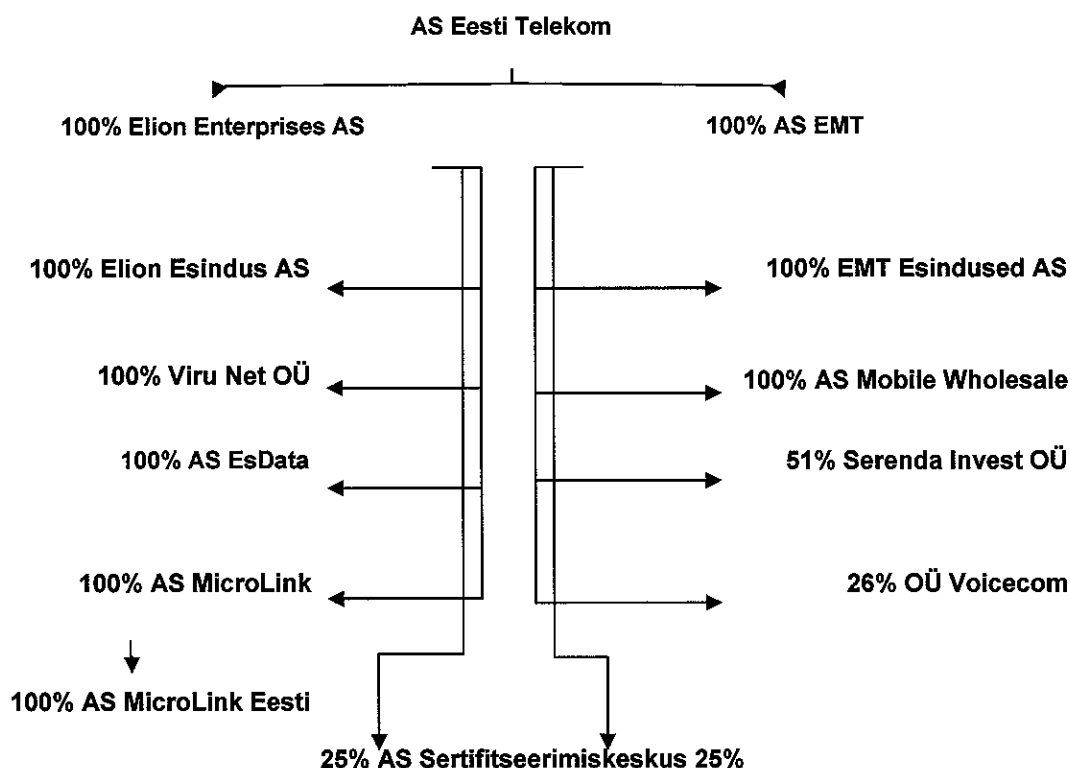 AS Eesti Telekom
100% Elion Enterprises AS
100% AS EMT
100% Elion Esindus AS
100% EMT Esindused AS
100% Viru Net OÜ
100% AS Mobile Wholesale
100% AS EsData
51% Serenda Invest OÜ
100% AS MicroLink
26% OÜ Voicecom
100% AS MicroLink Eesti
25% AS Sertifitseerimiskeskus 25%